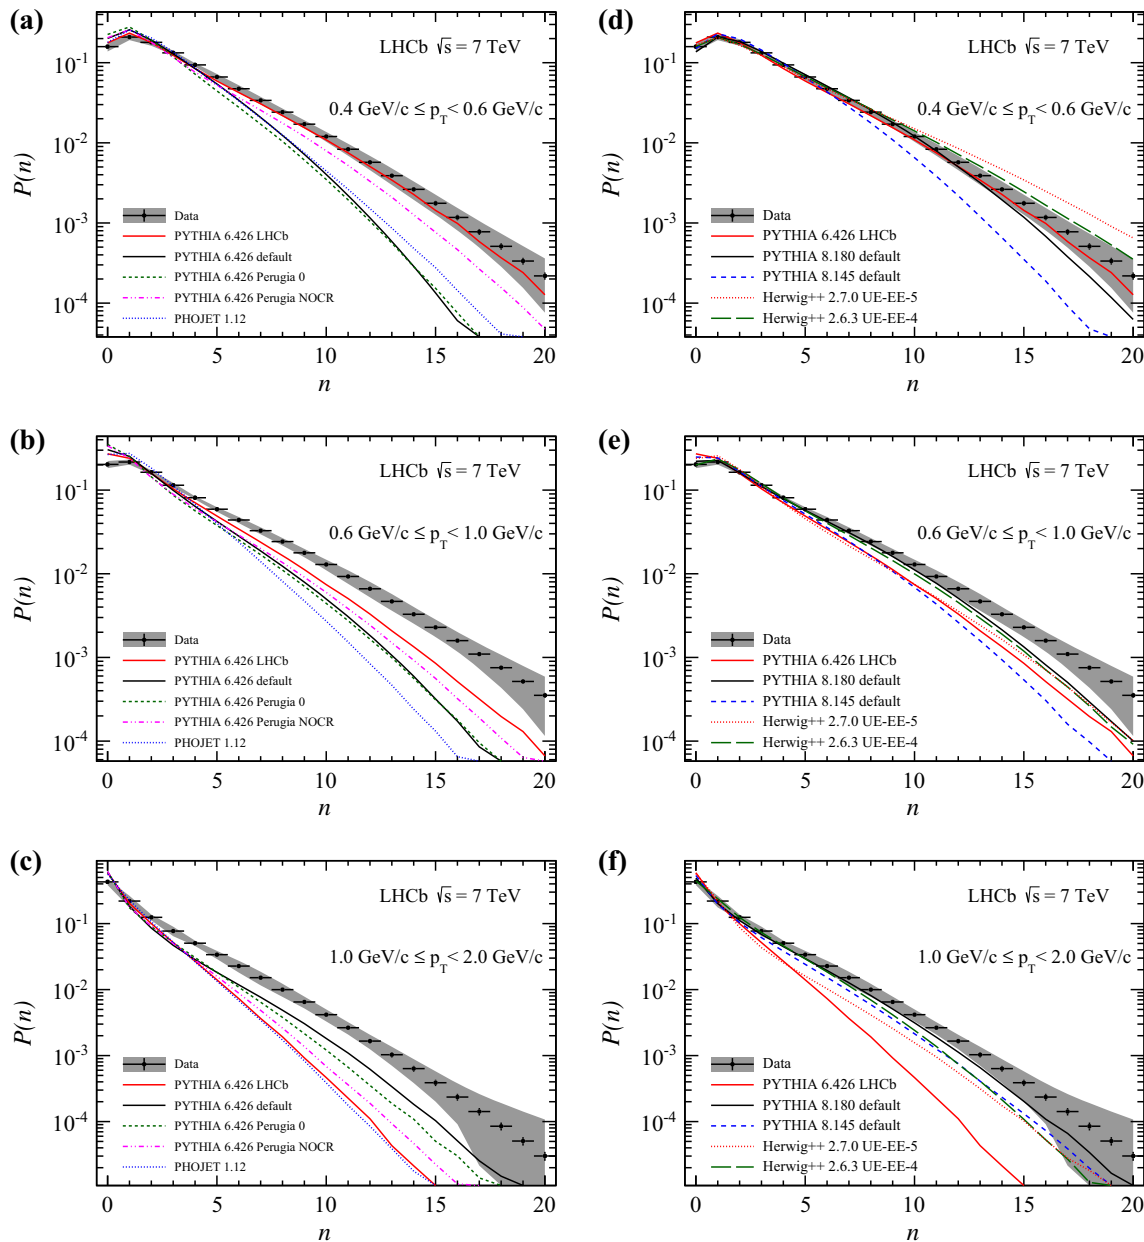 (a)
LHCb √s = 7 TeV
0.4 GeV/c ≤ pT < 0.6 GeV/c
P(n)
10⁻¹
10⁻²
10⁻³
10⁻⁴
Data
PYTHIA 6.426 LHCb
PYTHIA 6.426 default
PYTHIA 6.426 Perugia 0
PYTHIA 6.426 Perugia NOCR
PHOJET 1.12
0 5 10 15 20
n
(d)
LHCb √s = 7 TeV
0.4 GeV/c ≤ pT < 0.6 GeV/c
P(n)
10⁻¹
10⁻²
10⁻³
10⁻⁴
Data
PYTHIA 6.426 LHCb
PYTHIA 8.180 default
PYTHIA 8.145 default
Herwig++ 2.7.0 UE-EE-5
Herwig++ 2.6.3 UE-EE-4
0 5 10 15 20
n
(b)
LHCb √s = 7 TeV
0.6 GeV/c ≤ pT < 1.0 GeV/c
P(n)
10⁻¹
10⁻²
10⁻³
10⁻⁴
Data
PYTHIA 6.426 LHCb
PYTHIA 6.426 default
PYTHIA 6.426 Perugia 0
PYTHIA 6.426 Perugia NOCR
PHOJET 1.12
0 5 10 15 20
n
(e)
LHCb √s = 7 TeV
0.6 GeV/c ≤ pT < 1.0 GeV/c
P(n)
10⁻¹
10⁻²
10⁻³
10⁻⁴
Data
PYTHIA 6.426 LHCb
PYTHIA 8.180 default
PYTHIA 8.145 default
Herwig++ 2.7.0 UE-EE-5
Herwig++ 2.6.3 UE-EE-4
0 5 10 15 20
n
(c)
LHCb √s = 7 TeV
1.0 GeV/c ≤ pT < 2.0 GeV/c
P(n)
10⁻¹
10⁻²
10⁻³
10⁻⁴
Data
PYTHIA 6.426 LHCb
PYTHIA 6.426 default
PYTHIA 6.426 Perugia 0
PYTHIA 6.426 Perugia NOCR
PHOJET 1.12
0 5 10 15 20
n
(f)
LHCb √s = 7 TeV
1.0 GeV/c ≤ pT < 2.0 GeV/c
P(n)
10⁻¹
10⁻²
10⁻³
10⁻⁴
Data
PYTHIA 6.426 LHCb
PYTHIA 8.180 default
PYTHIA 8.145 default
Herwig++ 2.7.0 UE-EE-5
Herwig++ 2.6.3 UE-EE-4
0 5 10 15 20
n